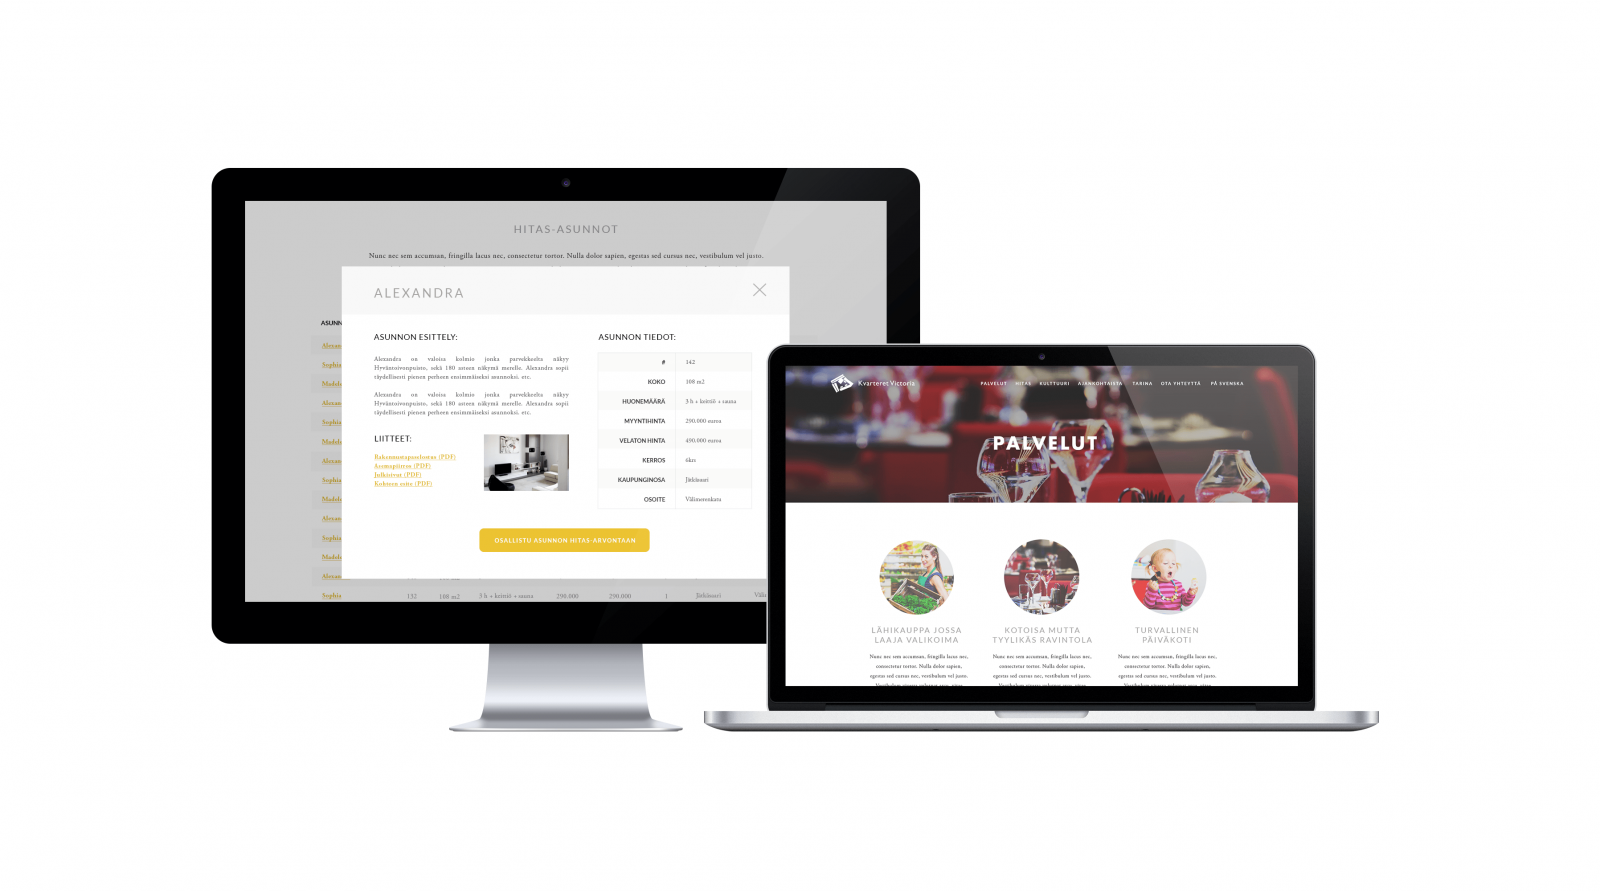 HITAS-ASUNNOT
Nunc nec sem accumsan, fringilla lacus nec, consectetur tortor. Nulla dolor sapien, egestas sed cursus nec, vestibulum vel justo.
ALEXANDRA
ASUNNON ESITTELY:
Alexandra on valoisa kolmio jonka parvekkeelta näkyy
Hyväntoivonpuisto, sekä 180 asteen näkymä merelle. Alexandra sopii
täydellisesti pienen perheen ensimmäiseksi asunnoksi, etc.
Alexandra on valoisa kolmio jonka parvekkeelta näkyy
Hyväntoivonpuisto, sekä 180 asteen näkymä merelle. Alexandra sopii
täydellisesti pienen perheen ensimmäiseksi asunnoksi, etc.
LIITTEET:
Rakennustapaselostus (PDF)
Asemapiirros (PDF)
Julkisivut (PDF)
Kohteen esite (PDF)
ASUNNON TIEDOT:
# 142
KOKO 108 m2
HUONEMÄÄRÄ 3 h + keittiö + sauna
MYYNTIHINTA 290.000 euroa
VELATON HINTA 490.000 euroa
KERROS 6krs
KAUPUNGINOSA Jätkäsaari
OSOITE Välimerenkatu
OSALLISTU ASUNNON HITAS-ARVONTAAN
ASUNN
Alexan
Sophia
Madele
Alexan
Sophia
Madele
Alexan
Sophia
Madele
Alexan
Sophia
Madele
Alexan
Sophia 132 108 m2 3 h + keittiö + sauna 290.000 290.000 1 Jätkäsaari Väli
Kvarteret Victoria
PALVELUT HITAS KULTTUURI AJANKOHTAISTA TARINA OTA YHTEYTTÄ PÅ SVENSKA
PALVELUT
LÄHIKAUPPA JOSSA
LAAJA VALIKOIMA
Nunc nec sem accumsan, fringilla lacus nec,
consectetur tortor. Nulla dolor sapien,
egestas sed cursus nec, vestibulum vel justo.
KOTOISA MUTTA
TYYLIKÄS RAVINTOLA
Nunc nec sem accumsan, fringilla lacus nec,
consectetur tortor. Nulla dolor sapien,
egestas sed cursus nec, vestibulum vel justo.
TURVALLINEN
PÄIVÄKOTI
Nunc nec sem accumsan, fringilla lacus nec,
consectetur tortor. Nulla dolor sapien,
egestas sed cursus nec, vestibulum vel justo.